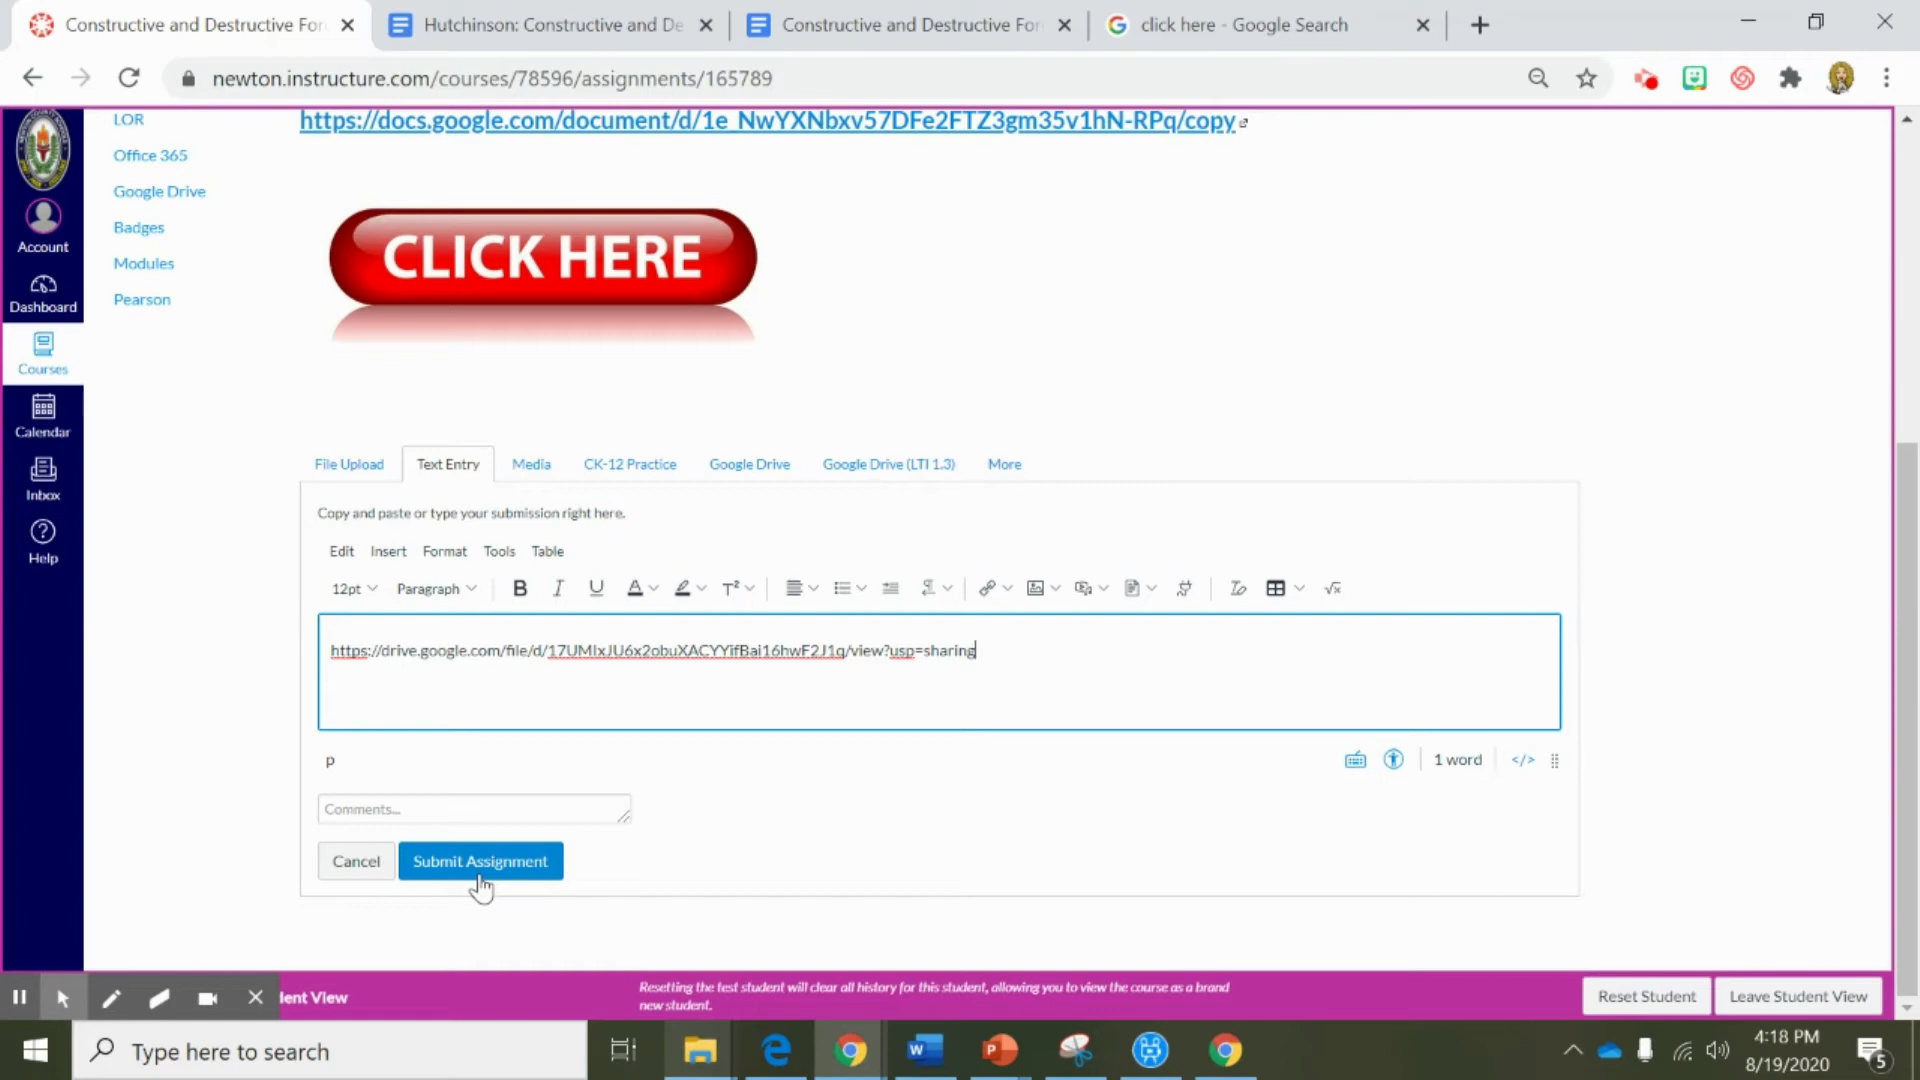 Constructive and Destructive For
Hutchinson: Constructive and De
Constructive and Destructive For
click here - Google Search
newton.instructure.com/courses/78596/assignments/165789
LOR
Office 365
Google Drive
Badges
Modules
Pearson
Account
Dashboard
Courses
Calendar
Inbox
Help
https://docs.google.com/document/d/1e_NwYXNbxv57DFe2FTZ3gm35v1hN-RPq/copy
CLICK HERE
File Upload
Text Entry
Media
CK-12 Practice
Google Drive
Google Drive (LTI 1.3)
More
Copy and paste or type your submission right here.
Edit Insert Format Tools Table
12pt Paragraph
https://drive.google.com/file/d/17UMIxJU6x2obuXACYYifBai16hwF2J1q/view?usp=sharing
p
1 word </>
Comments...
Cancel
Submit Assignment
dent View
Resetting the test student will clear all history for this student, allowing you to view the course as a brand
new student.
Reset Student
Leave Student View
Type here to search
4:18 PM
8/19/2020
5